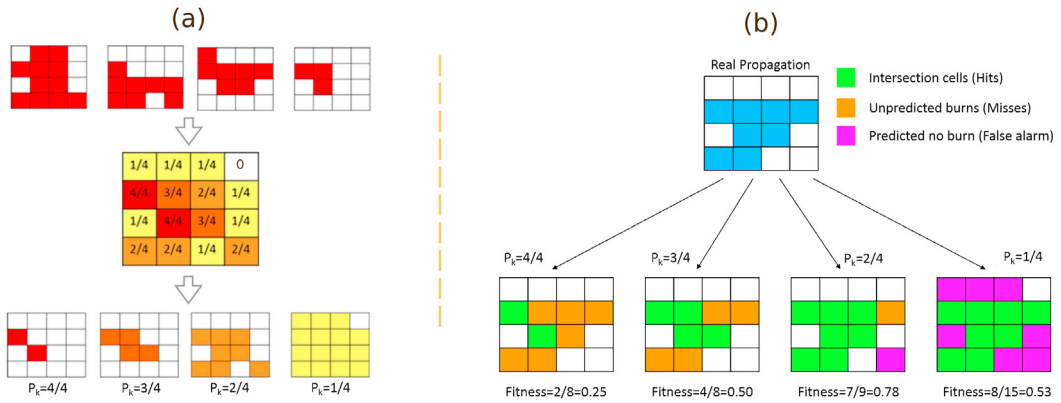 (a)
1/4 1/4 1/4 0
4/4 3/4 2/4 1/4
1/4 4/4 3/4 1/4
2/4 2/4 1/4 2/4
Pk=4/4 Pk=3/4 Pk=2/4 Pk=1/4
(b)
Real Propagation
Intersection cells (Hits)
Unpredicted burns (Misses)
Predicted no burn (False alarm)
Pk=4/4 Pk=3/4 Pk=2/4 Pk=1/4
Fitness=2/8=0.25 Fitness=4/8=0.50 Fitness=7/9=0.78 Fitness=8/15=0.53